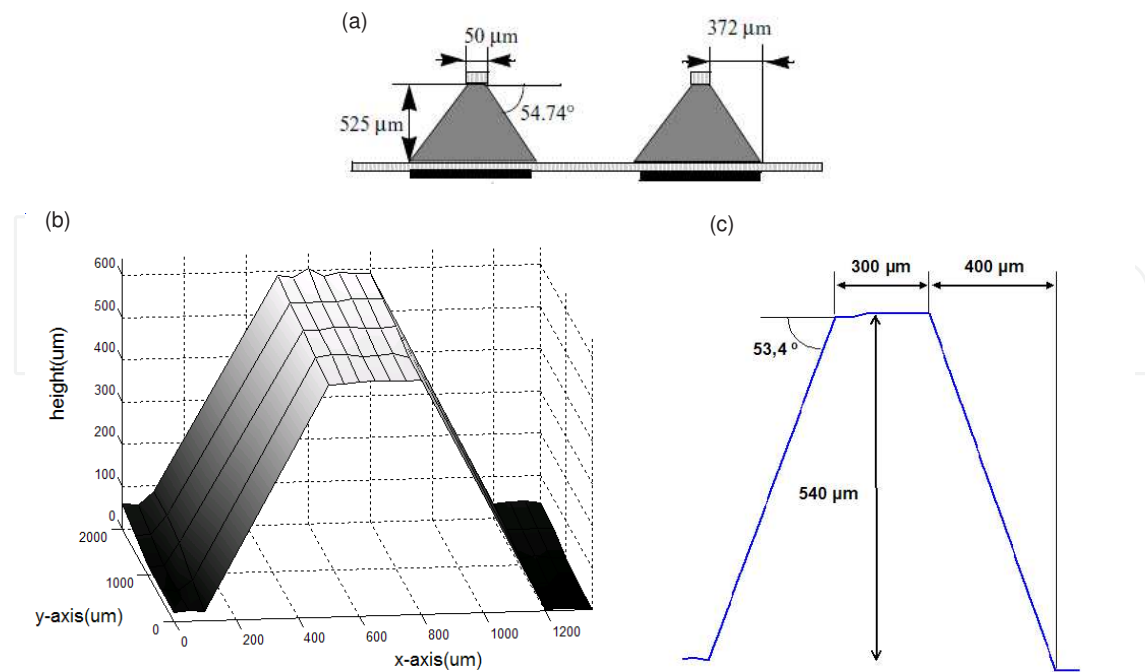 (a)
50 µm
372 µm
525 µm
54.74°
(b)
600
500
400
300
200
100
0
2000
1000
0
0
200
400
600
800
1000
1200
height(um)
y-axis(um)
x-axis(um)
(c)
300 µm
400 µm
53,4 º
540 µm